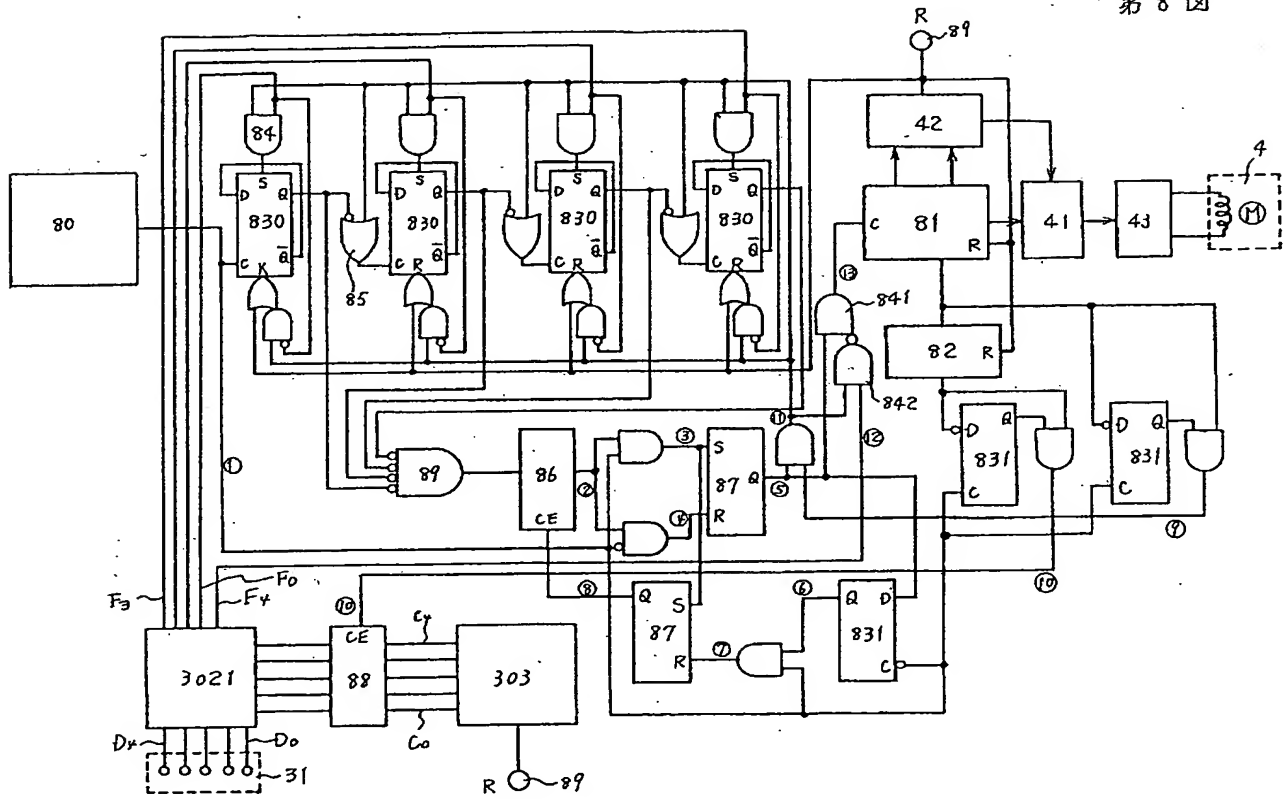 第8図
R
89
84
S
D
Q
830
Q̅
C
R
85
S
D
Q
830
Q̅
C
R
S
D
Q
830
Q̅
C
R
S
D
Q
830
Q̅
C
R
80
42
81
C
R
41
43
4
M
⑬
841
842
82
R
D
Q
831
C
D
Q
831
C
①
89
86
CE
②
③
④
S
87
Q
R
⑤
⑪
⑫
⑨
⑩
F3
F0
F4
⑩
⑧
Q
87
S
R
⑦
⑥
Q
D
831
C
3021
CE
88
C4
C0
303
D4
D0
31
R
89